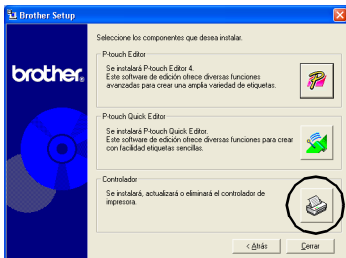 Brother Setup
Seleccione los componentes que desea instalar.
brother.
P-touch Editor
Se instalará P-touch Editor 4.
Este software de edición ofrece diversas funciones
avanzadas para crear una amplia variedad de etiquetas.
P-touch Quick Editor
Se instalará P-touch Quick Editor.
Este software de edición ofrece diversas funciones para crear
con facilidad etiquetas sencillas.
Controlador
Se instalará, actualizará o eliminará el controlador de
impresora.
< Atrás
Cerrar